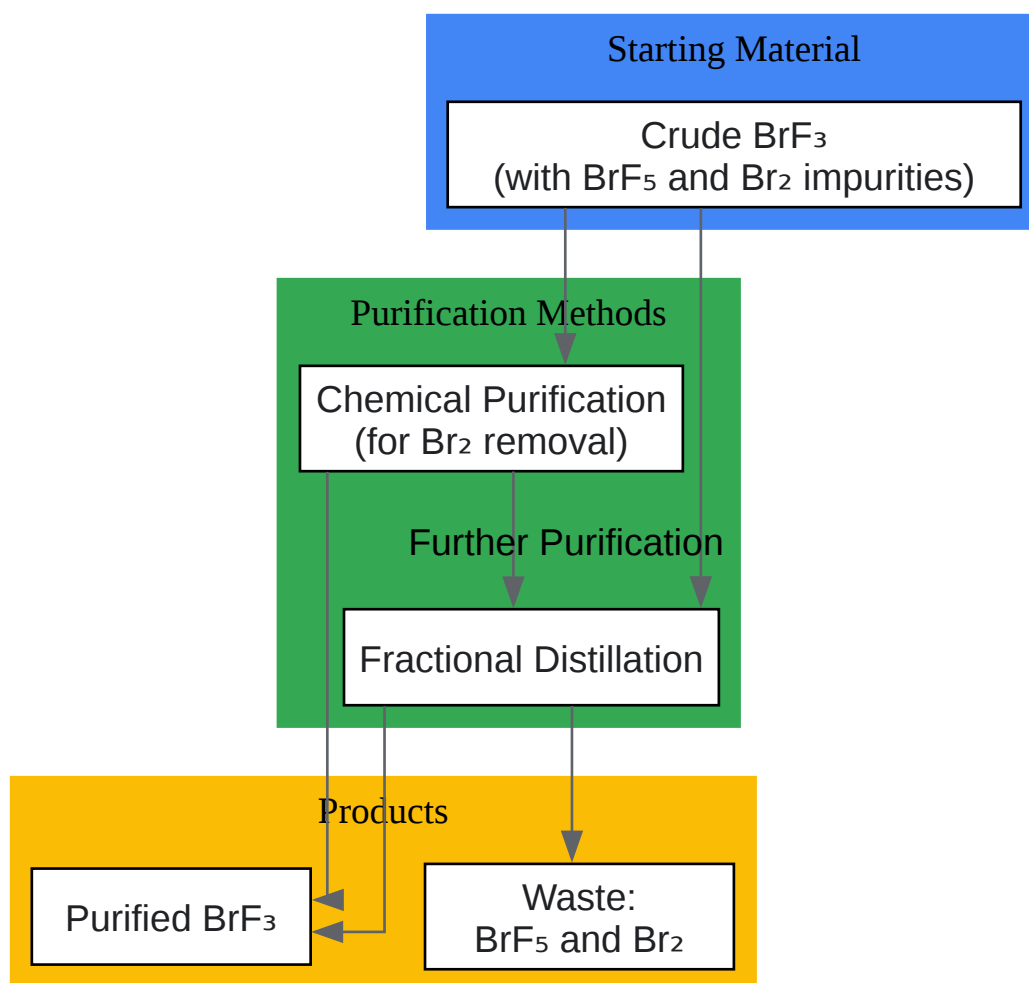 Starting Material
Crude BrF₃
(with BrF₅ and Br₂ impurities)
Purification Methods
Chemical Purification
(for Br₂ removal)
Further Purification
Fractional Distillation
Products
Purified BrF₃
Waste:
BrF₅ and Br₂